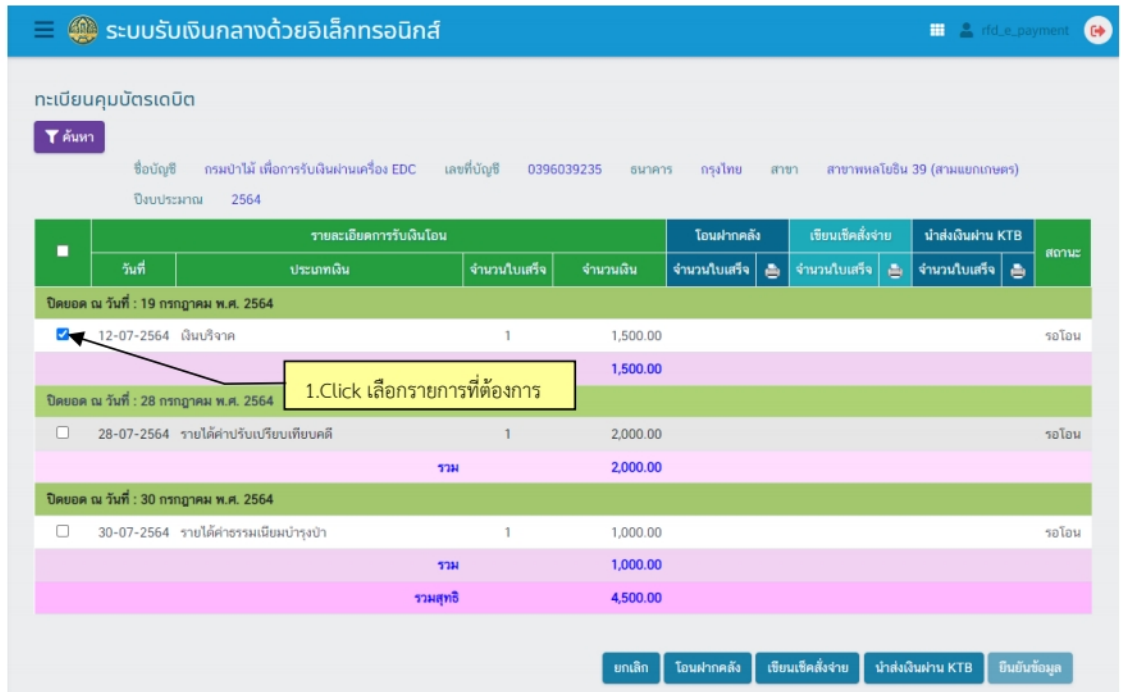 ระบบรับเงินกลางด้วยอิเล็กทรอนิกส์ rfd_e_payment
ทะเบียนคุมบัตรเดบิต
ค้นหา
ชื่อบัญชี กรมป่าไม้ เพื่อการรับเงินผ่านเครื่อง EDC เลขที่บัญชี 0396039235 ธนาคาร กรุงไทย สาขา สาขาพหลโยธิน 39 (สามแยกเกษตร)
ปีงบประมาณ 2564
รายละเอียดการรับเงินโอน โอนฝากคลัง เขียนเช็คสั่งจ่าย นำส่งเงินผ่าน KTB สถานะ
วันที่ ประเภทเงิน จำนวนใบเสร็จ จำนวนเงิน จำนวนใบเสร็จ จำนวนใบเสร็จ จำนวนใบเสร็จ
ปิดยอด ณ วันที่ : 19 กรกฎาคม พ.ศ. 2564
12-07-2564 เงินบริจาค 1 1,500.00 รอโอน
1,500.00
1.Click เลือกรายการที่ต้องการ
ปิดยอด ณ วันที่ : 28 กรกฎาคม พ.ศ. 2564
28-07-2564 รายได้ค่าปรับเปรียบเทียบคดี 1 2,000.00 รอโอน
รวม 2,000.00
ปิดยอด ณ วันที่ : 30 กรกฎาคม พ.ศ. 2564
30-07-2564 รายได้ค่าธรรมเนียมบำรุงป่า 1 1,000.00 รอโอน
รวม 1,000.00
รวมสุทธิ 4,500.00
ยกเลิก โอนฝากคลัง เขียนเช็คสั่งจ่าย นำส่งเงินผ่าน KTB ยืนยันข้อมูล